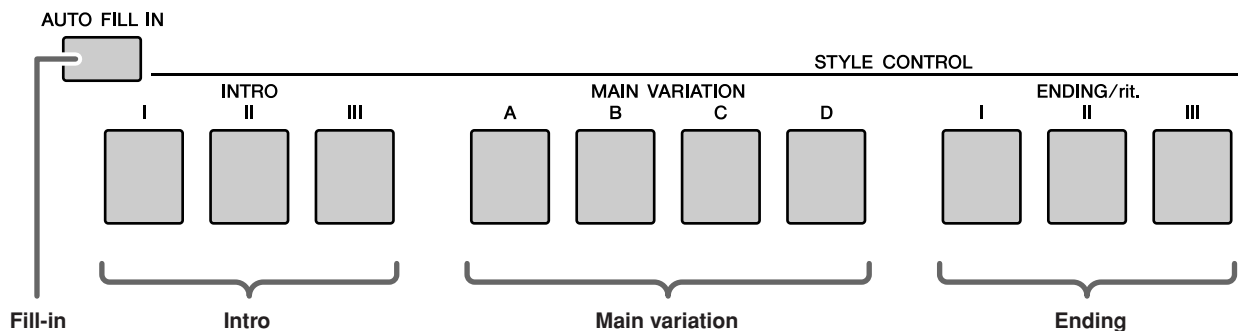 AUTO FILL IN
STYLE CONTROL
INTRO MAIN VARIATION ENDING/rit.
I II III A B C D I II III
Fill-in Intro Main variation Ending